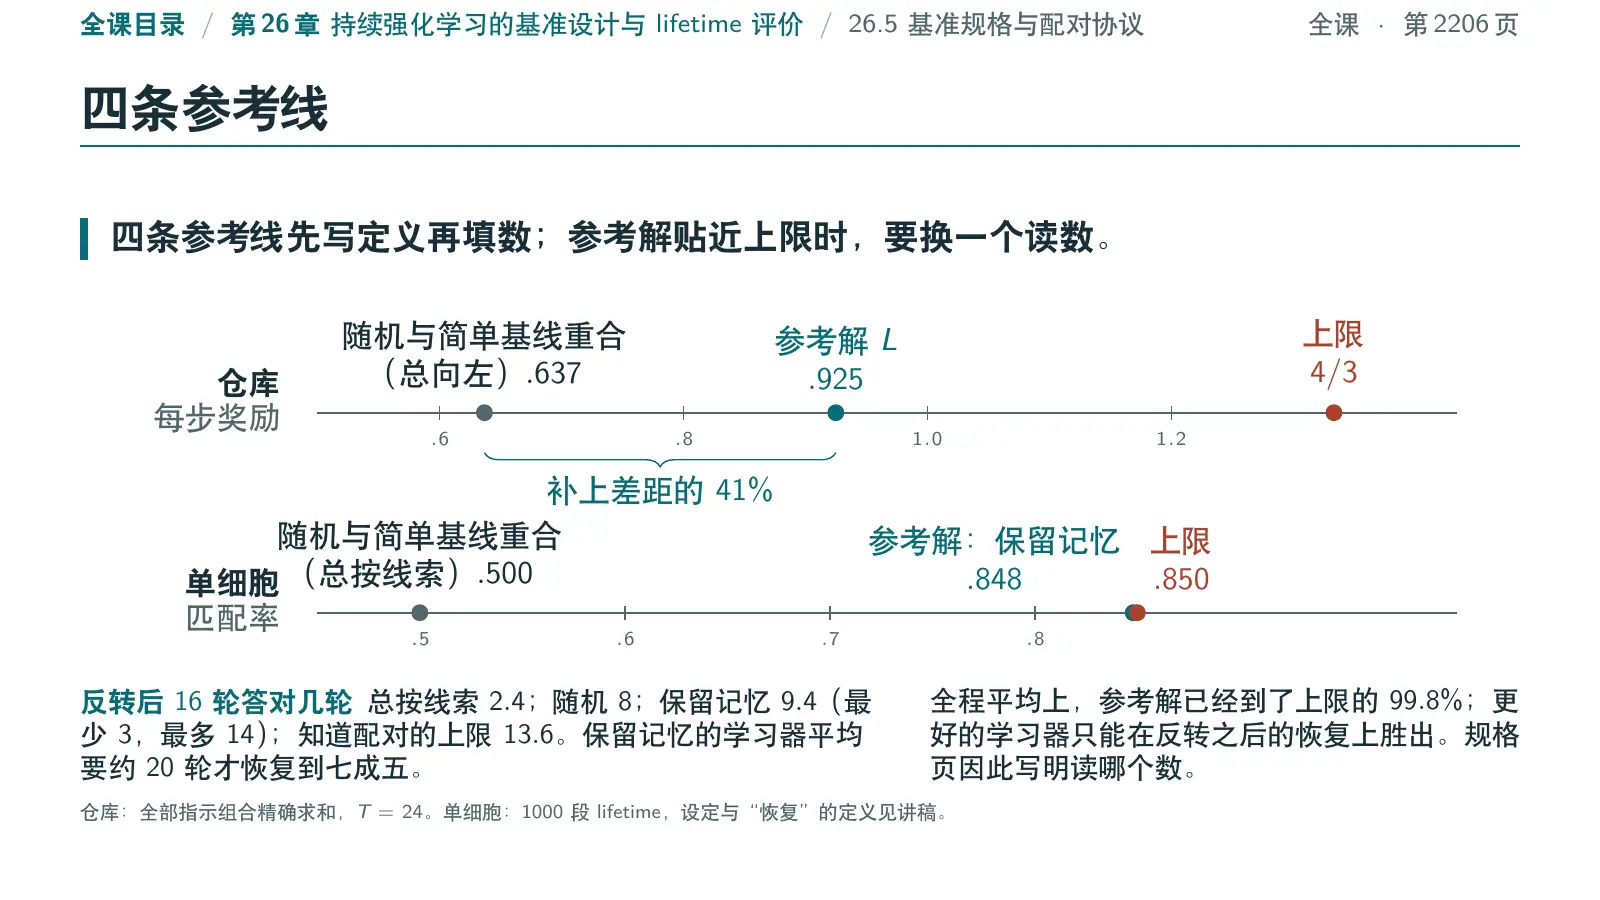 全课目录 / 第 26 章 持续强化学习的基准设计与 lifetime 评价 / 26.5 基准规格与配对协议 全课 · 第 2206 页
四条参考线
四条参考线先写定义再填数；参考解贴近上限时，要换一个读数。
随机与简单基线重合
（总向左）.637
参考解 L
.925
上限
4/3
仓库
每步奖励
.6 .8 1.0 1.2
补上差距的 41%
随机与简单基线重合
（总按线索）.500
参考解：保留记忆
.848
上限
.850
单细胞
匹配率
.5 .6 .7 .8
反转后 16 轮答对几轮 总按线索 2.4；随机 8；保留记忆 9.4（最
少 3，最多 14）；知道配对的上限 13.6。保留记忆的学习器平均
要约 20 轮才恢复到七成五。
全程平均上，参考解已经到了上限的 99.8%；更
好的学习器只能在反转之后的恢复上胜出。规格
页因此写明读哪个数。
仓库：全部指示组合精确求和，T = 24。单细胞：1000 段 lifetime，设定与“恢复”的定义见讲稿。